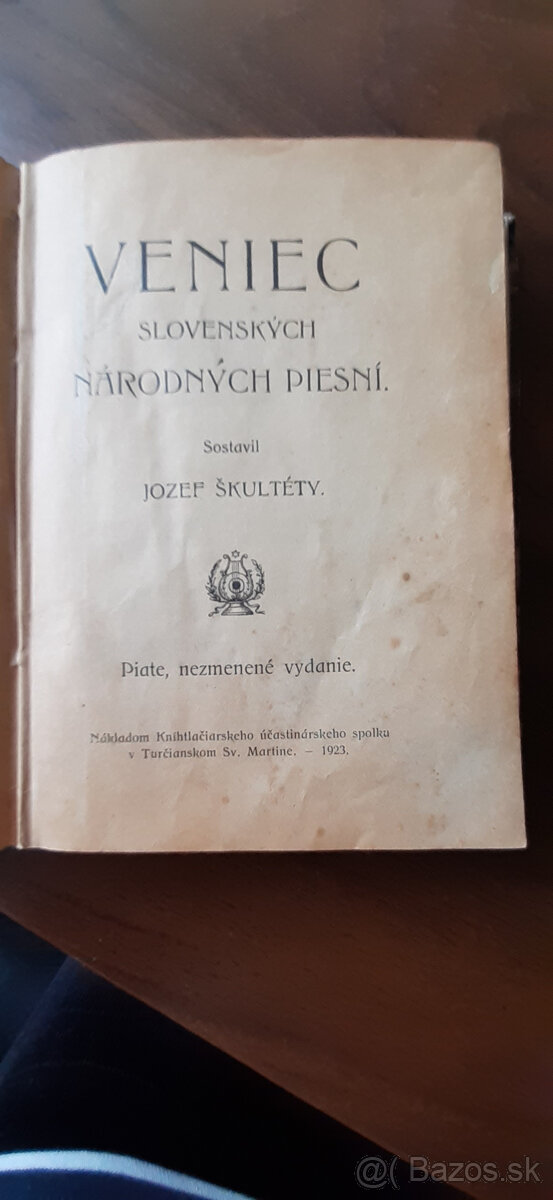 VENIEC
SLOVENSKÝCH
NÁRODNÝCH PIESNÍ.
Sostavil
JOZEF ŠKULTÉTY.
Piate, nezmenené vydanie.
Nákladom Kníhtlačiarskeho účastinárskeho spolku
v Turčianskom Sv. Martine. – 1923.
@( Bazos.sk